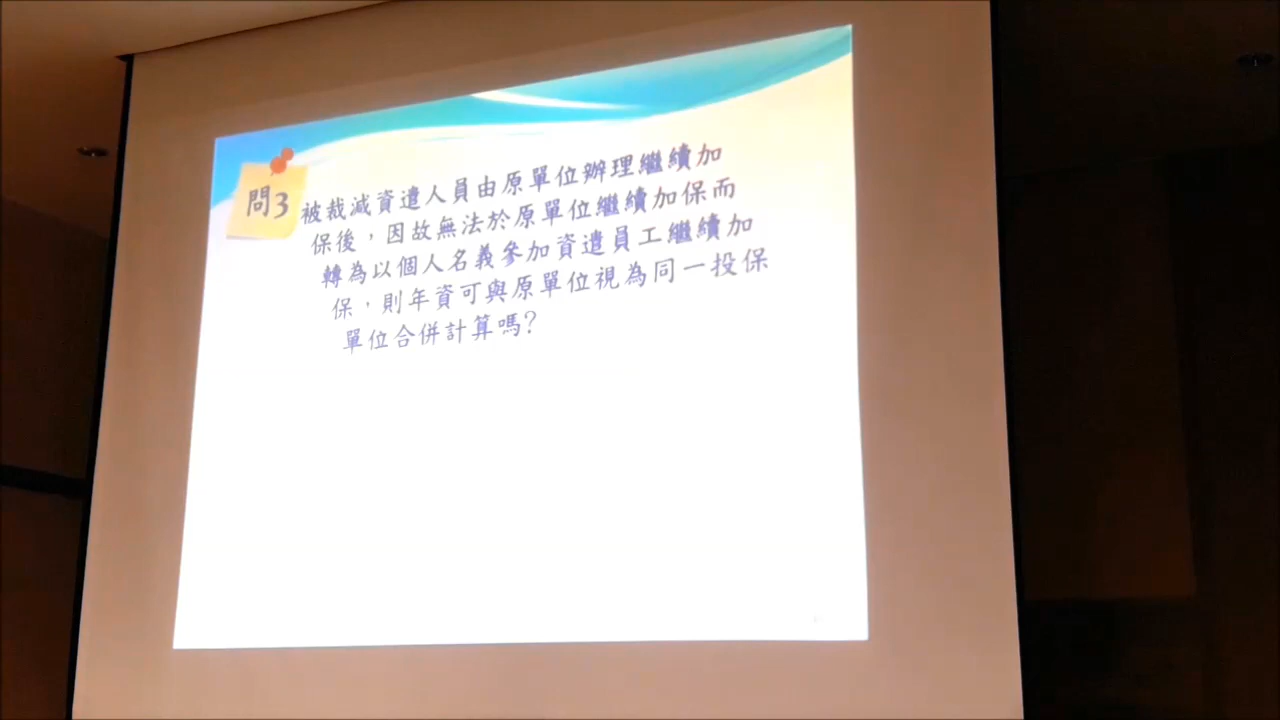 問3
被裁減資遣人員由原單位辦理繼續加
保後，因故無法於原單位繼續加保而
轉為以個人名義參加資遣員工繼續加
保，則年資可與原單位視為同一投保
單位合併計算嗎？